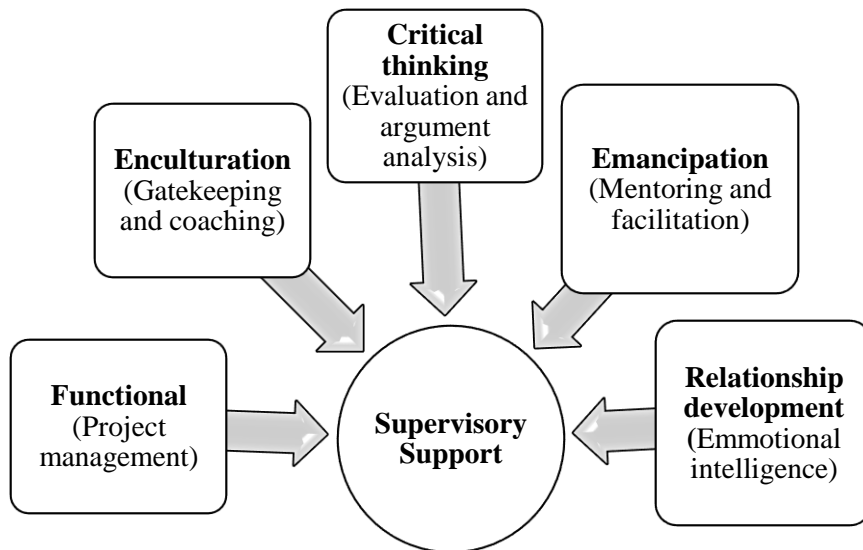 Critical
thinking
(Evaluation and
argument
analysis)
Enculturation
(Gatekeeping
and coaching)
Emancipation
(Mentoring and
facilitation)
Functional
(Project
management)
Supervisory
Support
Relationship
development
(Emmotional
intelligence)